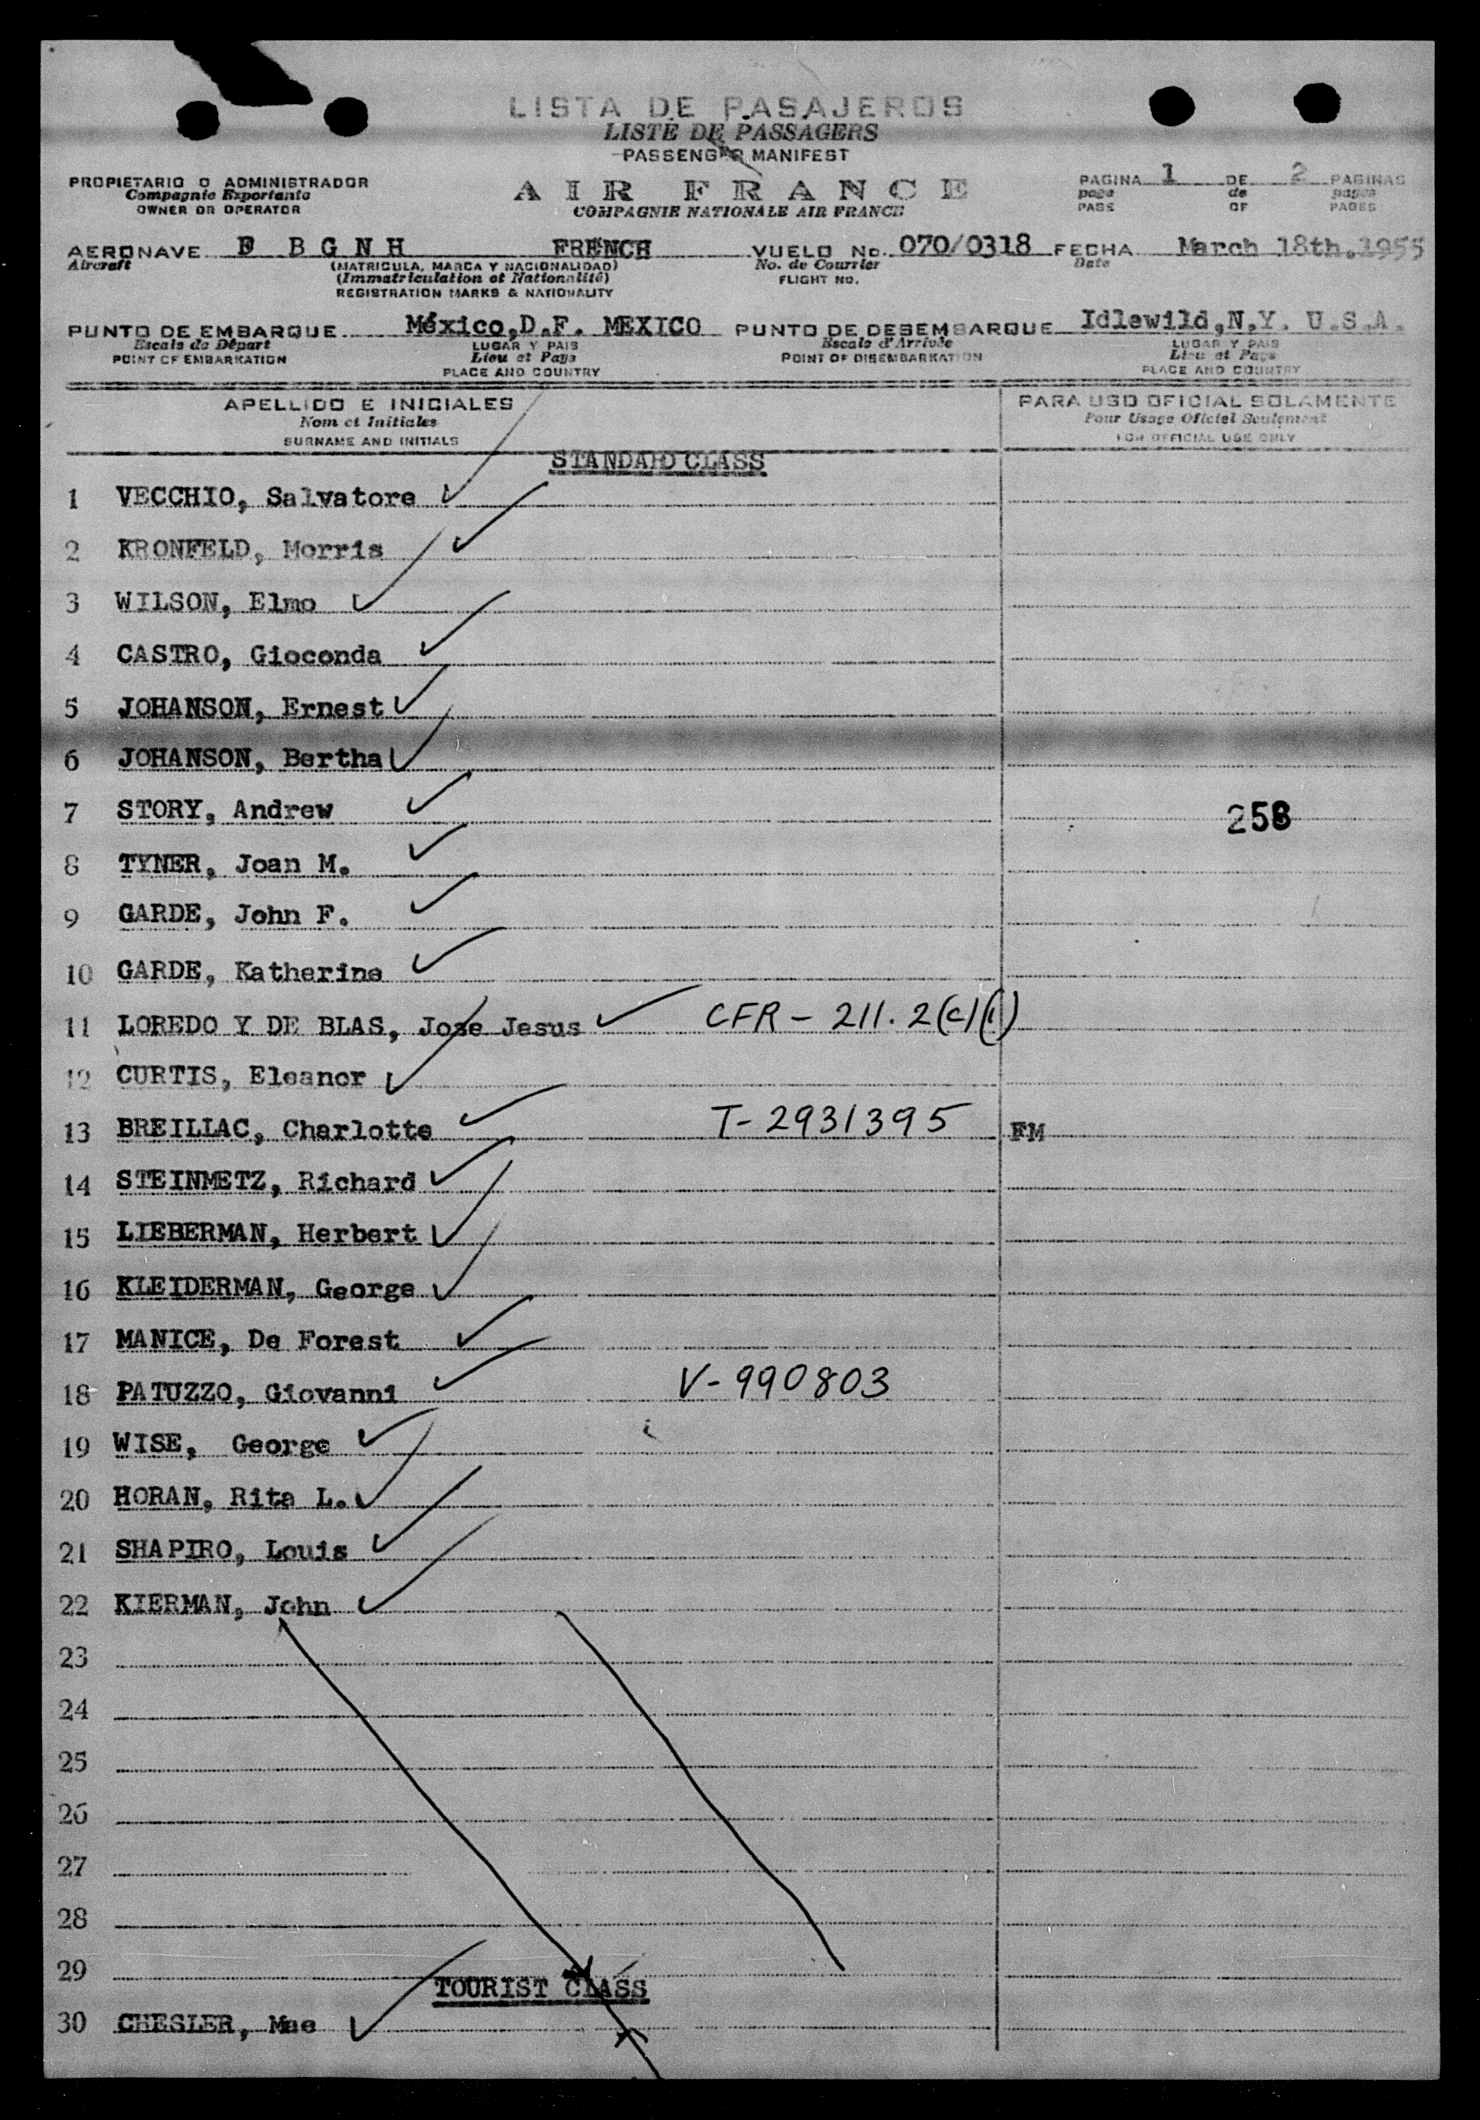 LISTA DE PASAJEROS
LISTE DE PASSAGERS
PASSENGER MANIFEST
PROPIETARIO O ADMINISTRADOR
Compagnie Exportante
OWNER OR OPERATOR
AIR FRANCE
COMPAGNIE NATIONALE AIR FRANCE
PAGINA 1 DE 2 PAGINAS
page de pages
PAGE OF PAGES
AERONAVE F BGNH FRENCH VUELO No. 070/0318 FECHA March 18th.1955
Aircraft (MATRICULA, MARCA Y NACIONALIDAD) No. de Courrier Date
(Immatriculation et Nationalité) FLIGHT NO.
REGISTRATION MARKS & NATIONALITY
PUNTO DE EMBARQUE México,D.F. MEXICO PUNTO DE DESEMBARQUE Idlewild,N.Y. U.S.A.
Escale de Départ LUGAR Y PAIS Escale d'Arrivée LUGAR Y PAIS
POINT OF EMBARKATION Lieu et Pays POINT OF DISEMBARKATION Lieu et Pays
PLACE AND COUNTRY PLACE AND COUNTRY
APELLIDO E INICIALES PARA USO OFICIAL SOLAMENTE
Nom et Initiales Pour Usage Oficiel Seulement
SURNAME AND INITIALS FOR OFFICIAL USE ONLY
STANDARD CLASS
1 VECCHIO, Salvatore
2 KRONFELD, Morris
3 WILSON, Elmo
4 CASTRO, Gioconda
5 JOHANSON, Ernest
6 JOHANSON, Bertha
7 STORY, Andrew 258
8 TYNER, Joan M.
9 GARDE, John F.
10 GARDE, Katherine
11 LOREDO Y DE BLAS, Jose Jesus CFR - 211.2(c)(1)
12 CURTIS, Eleanor
13 BREILLAC, Charlotte T-2931395 FM
14 STEINMETZ, Richard
15 LIEBERMAN, Herbert
16 KLEIDERMAN, George
17 MANICE, De Forest
18 PATUZZO, Giovanni V-990803
19 WISE, George
20 HORAN, Rita L.
21 SHAPIRO, Louis
22 KIERMAN, John
23
24
25
26
27
28
29
TOURIST CLASS
30 CHESLER, Mae